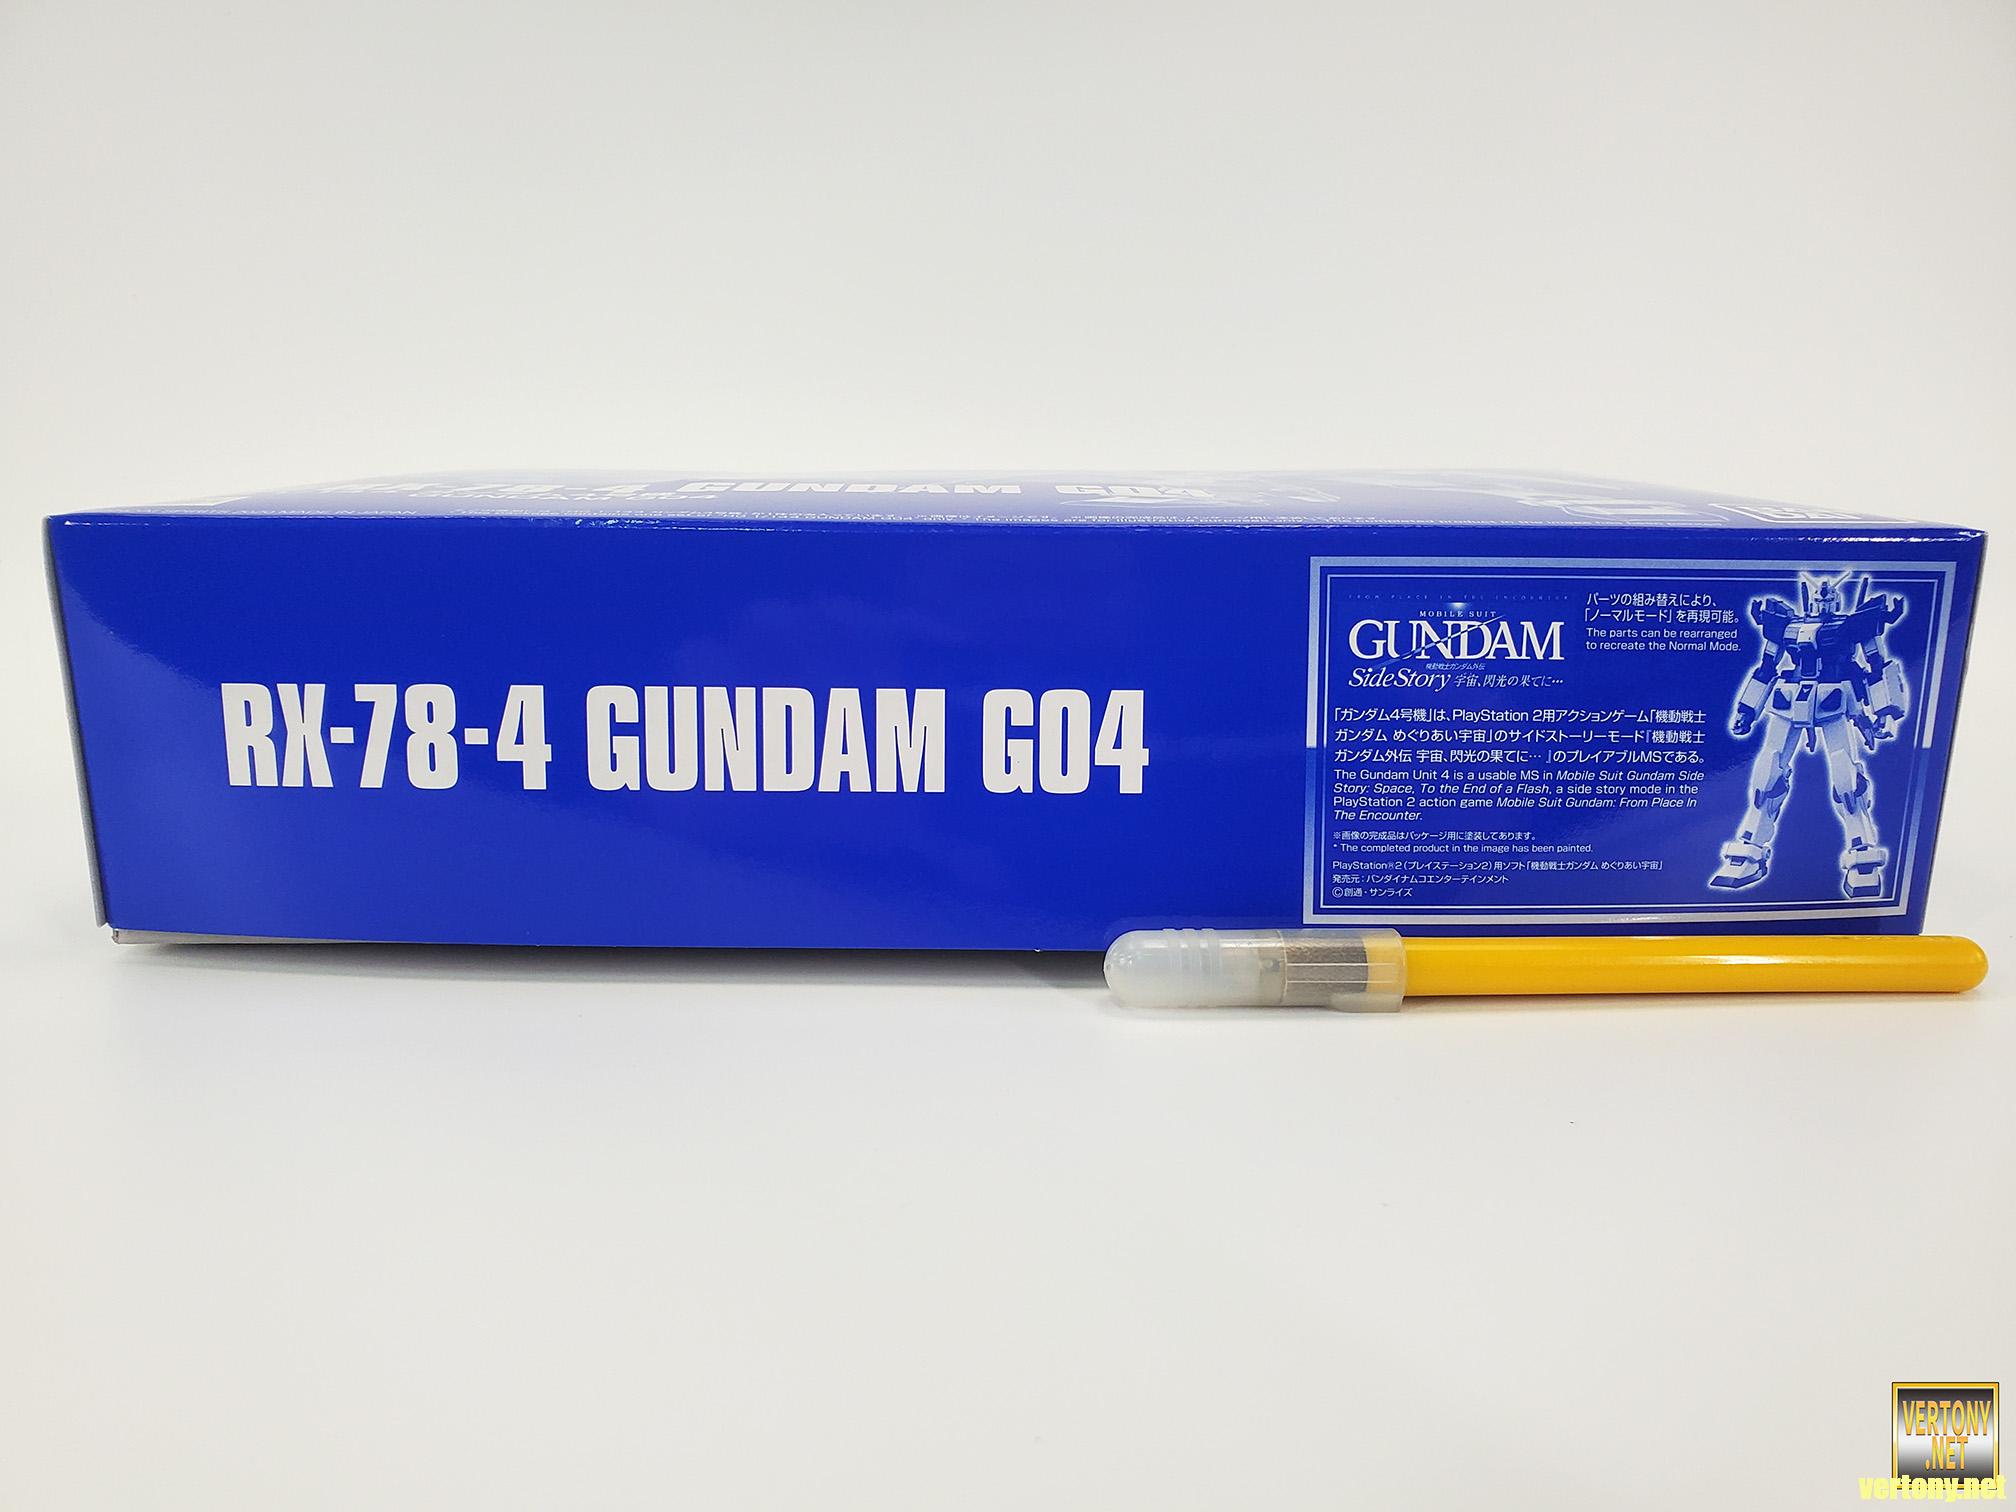 RX-78-4 GUNDAM G04
RX-78-4 GUNDAM G04
FROM PLACE IN THE ENCOUNTER
MOBILE SUIT
GUNDAM
機動戦士ガンダム外伝
Side Story 宇宙、閃光の果てに…
パーツの組み替えにより、
「ノーマルモード」を再現可能。
The parts can be rearranged
to recreate the Normal Mode.
「ガンダム4号機」は、PlayStation 2用アクションゲーム「機動戦士
ガンダム めぐりあい宇宙」のサイドストーリーモード『機動戦士
ガンダム外伝 宇宙、閃光の果てに… 』のプレイアブルMSである。
The Gundam Unit 4 is a usable MS in Mobile Suit Gundam Side
Story: Space, To the End of a Flash, a side story mode in the
PlayStation 2 action game Mobile Suit Gundam: From Place In
The Encounter.
※画像の完成品はパッケージ用に塗装してあります。
* The completed product in the image has been painted.
PlayStation®2(プレイステーション2)用ソフト「機動戦士ガンダム めぐりあい宇宙」
発売元:バンダイナムコエンターテインメント
©創通・サンライズ
VERTONY
.NET
vertony.net